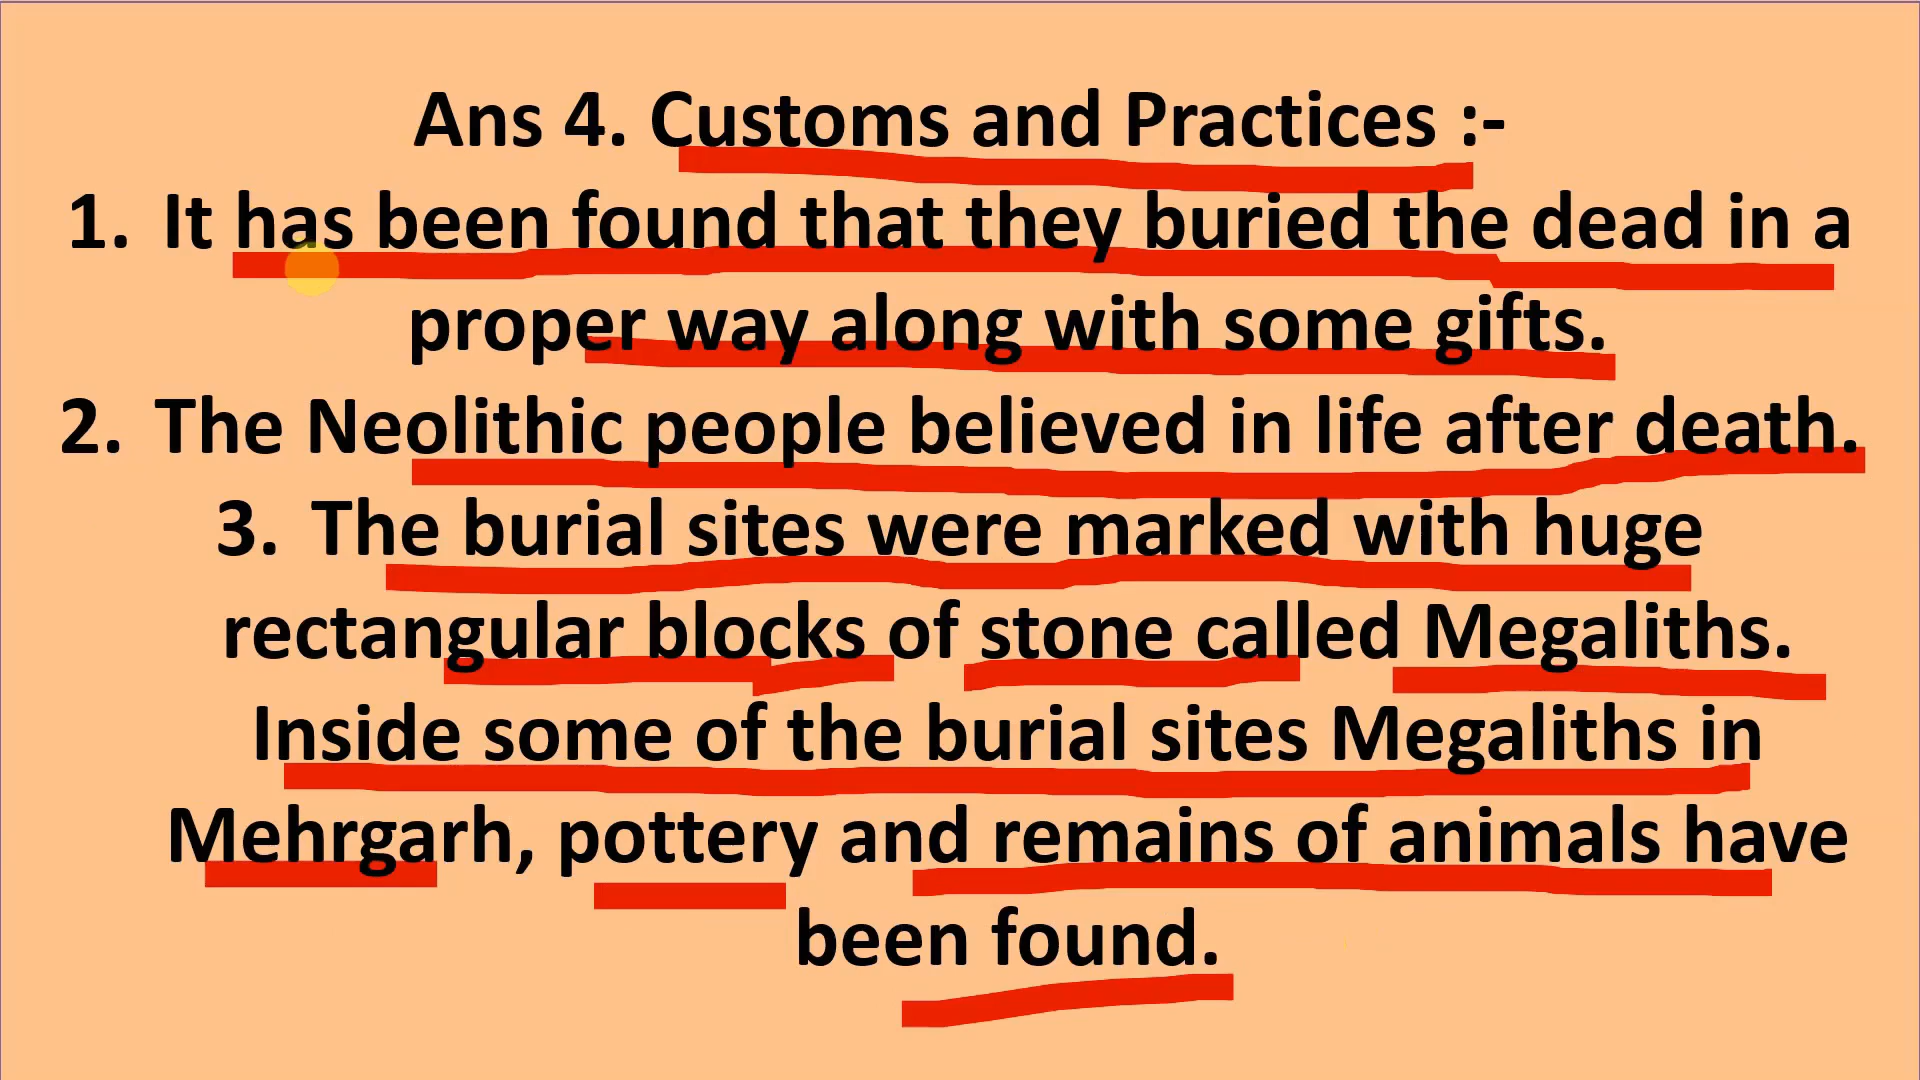 Ans 4. Customs and Practices :-
1. It has been found that they buried the dead in a
proper way along with some gifts.
2. The Neolithic people believed in life after death.
3. The burial sites were marked with huge
rectangular blocks of stone called Megaliths.
Inside some of the burial sites Megaliths in
Mehrgarh, pottery and remains of animals have
been found.